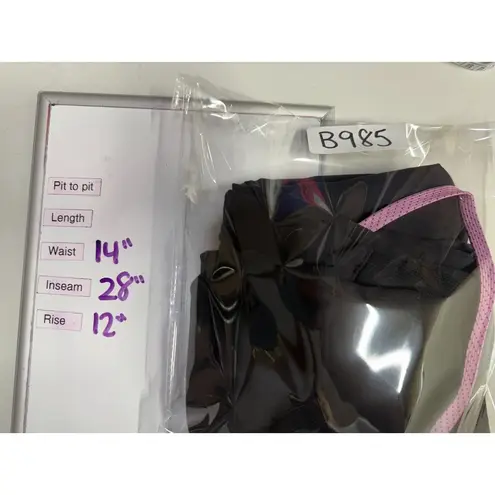 B985
Pit to pit
Length
Waist 14"
Inseam 28"
Rise 12"